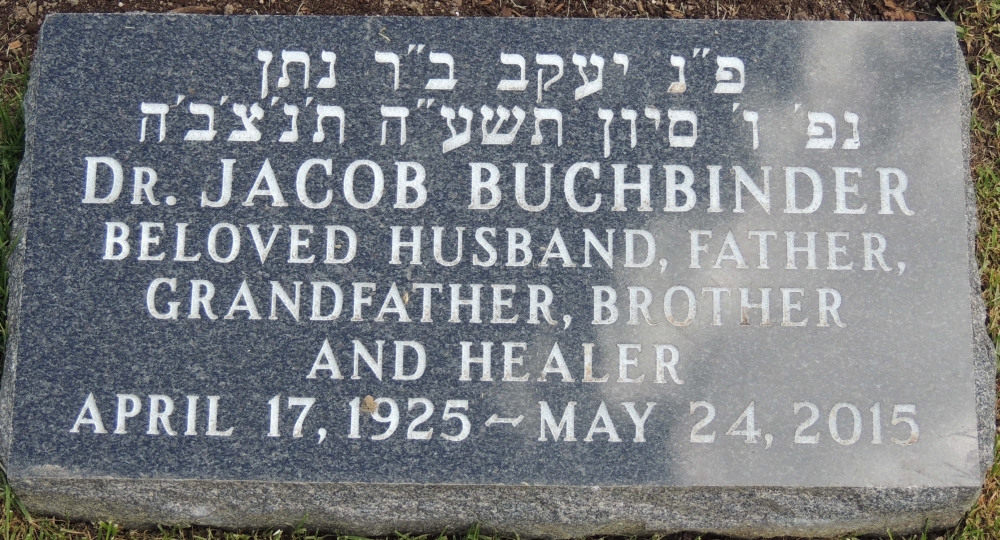 פ״נ יעקב ב״ר נתן
נפ׳ ו׳ סיון תשע״ה ת׳נ׳צ׳ב׳ה
DR. JACOB BUCHBINDER
BELOVED HUSBAND, FATHER,
GRANDFATHER, BROTHER
AND HEALER
APRIL 17, 1925 ~ MAY 24, 2015